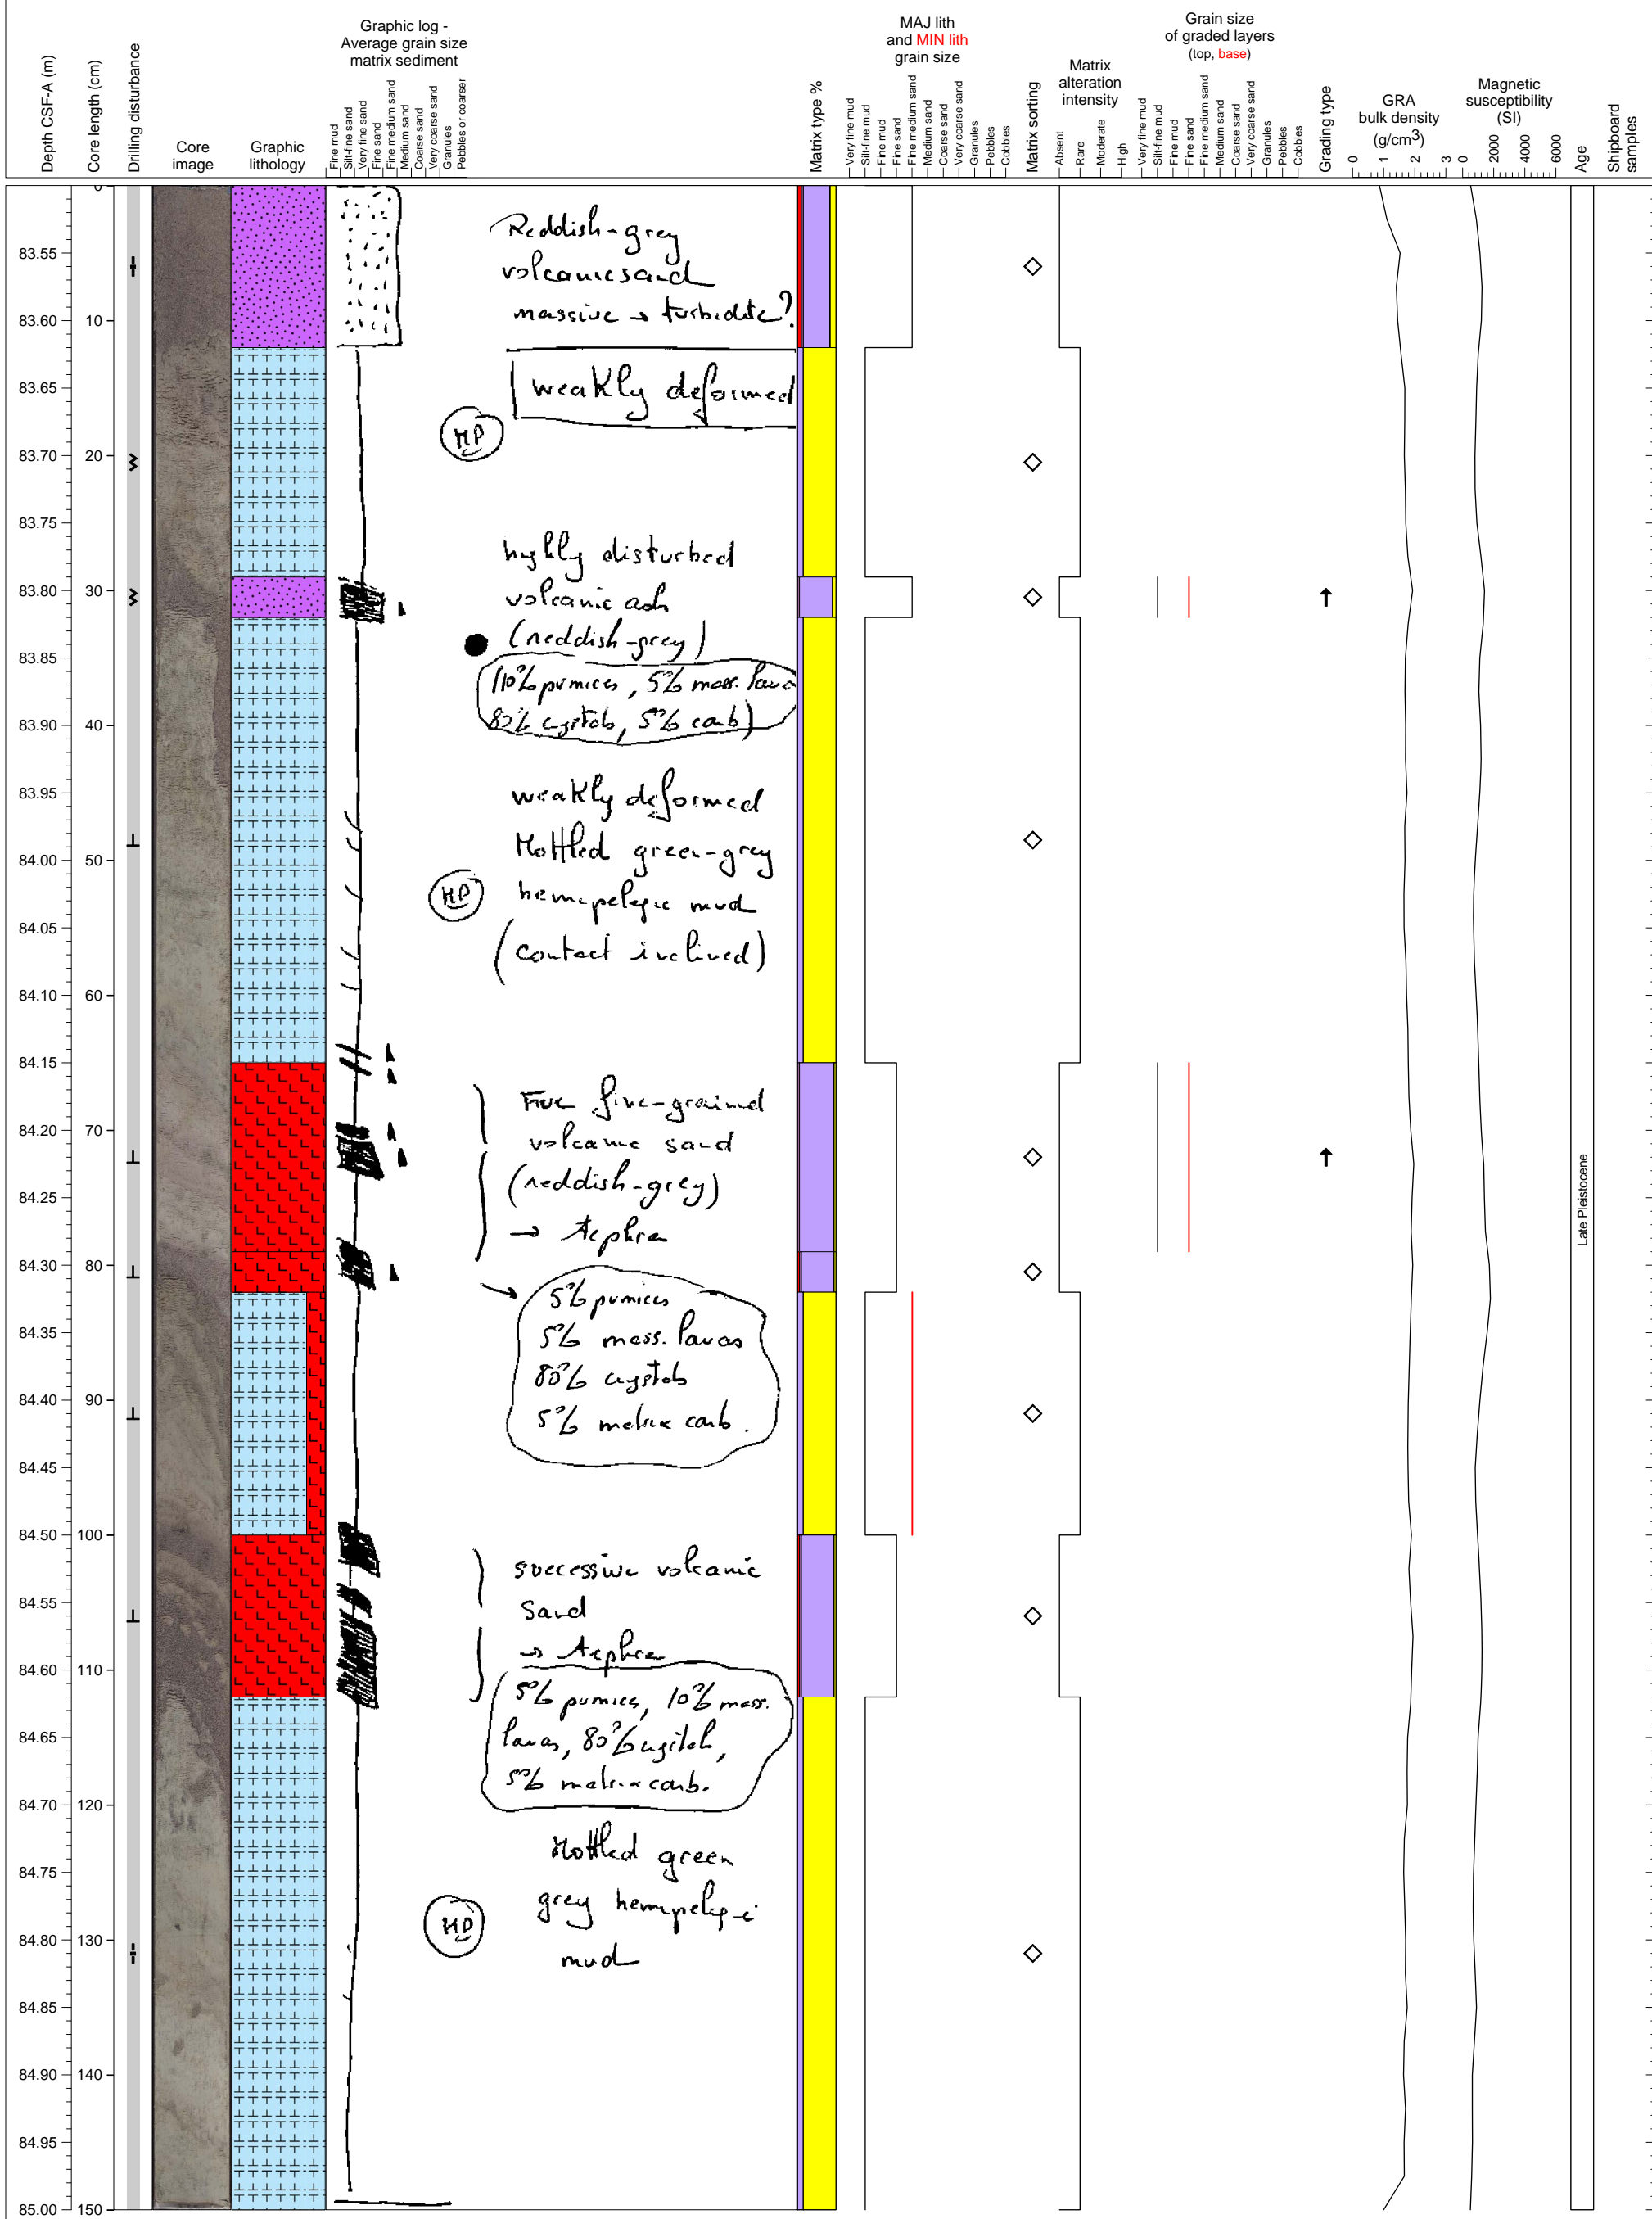 Depth CSF-A (m)
Core length (cm)
Drilling disturbance
Core
image
Graphic
lithology
Graphic log -
Average grain size
matrix sediment
Fine mud
Silt-fine sand
Very fine sand
Fine sand
Fine medium sand
Medium sand
Coarse sand
Very coarse sand
Granules
Pebbles or coarser
Matrix type %
MAJ lith
and MIN lith
grain size
Very fine mud
Silt-fine mud
Fine mud
Fine sand
Fine medium sand
Medium sand
Coarse sand
Very coarse sand
Granules
Pebbles
Cobbles
Matrix sorting
Matrix
alteration
intensity
Absent
Rare
Moderate
High
Grain size
of graded layers
(top, base)
Very fine mud
Silt-fine mud
Fine mud
Fine sand
Fine medium sand
Medium sand
Coarse sand
Very coarse sand
Granules
Pebbles
Cobbles
Grading type
GRA
bulk density
(g/cm3)
0 1 2 3
Magnetic
susceptibility
(SI)
0 2000 4000 6000
Age
Shipboard
samples
0
83.55
83.60 10
83.65
83.70 20
83.75
83.80 30
83.85
83.90 40
83.95
84.00 50
84.05
84.10 60
84.15
84.20 70
84.25
84.30 80
84.35
84.40 90
84.45
84.50 100
84.55
84.60 110
84.65
84.70 120
84.75
84.80 130
84.85
84.90 140
84.95
85.00 150
Reddish-grey
volcanic sand
massive → turbidite?
weakly deformed
HP
highly disturbed
volcanic ash
(reddish-grey)
(10% pumices, 5% mass. lava
80% crystals, 5% carb)
weakly deformed
Mottled green-grey
HP
hemipelagic mud
(contact inclined)
Five fine-grained
volcanic sand
(reddish-grey)
→ tephra
5% pumices
5% mass. lavas
80% crystals
5% matrix carb.
successive volcanic
sand
→ tephra
5% pumices, 10% mass.
lavas, 80% crystals,
5% matrix carb.
Mottled green
grey hemipelagic
HP
mud
Late Pleistocene